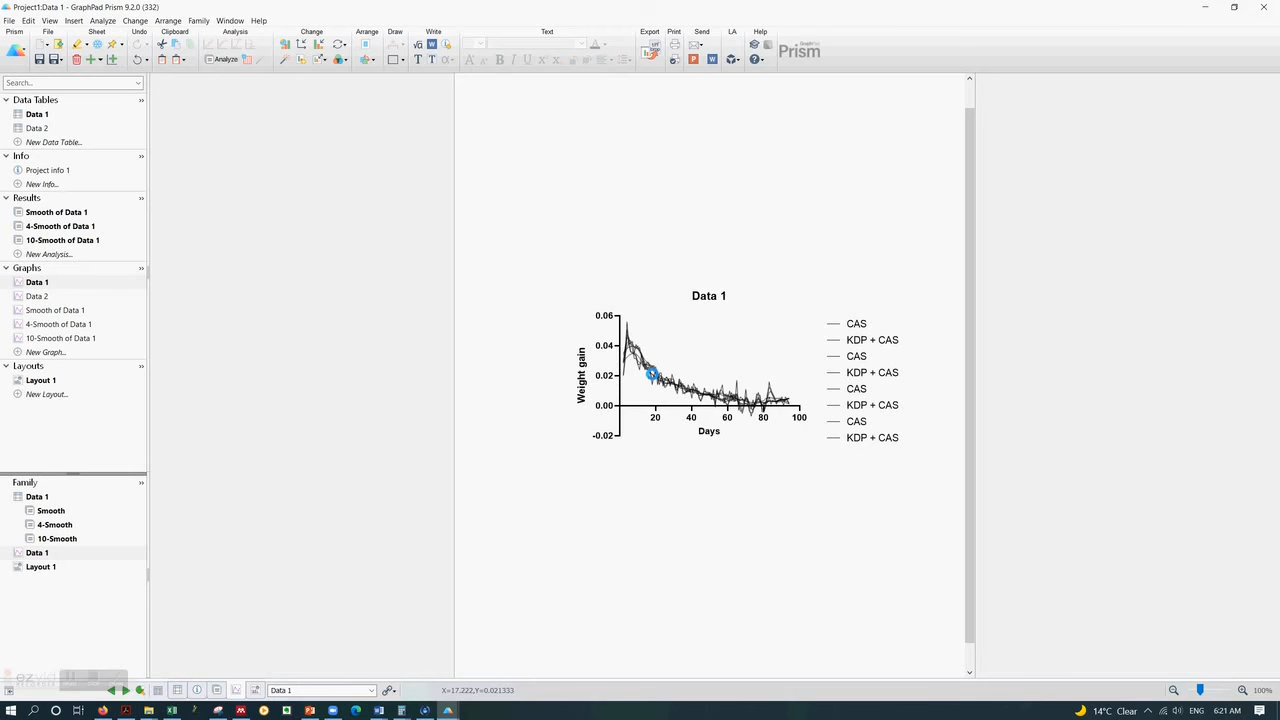 Project1:Data 1 - GraphPad Prism 9.2.0 (332)
File Edit View Insert Analyze Change Arrange Family Window Help
Prism File Sheet Undo Clipboard Analysis Change Arrange Draw Write Text Export Print Send LA Help
Analyze
Prism
Search...
Data Tables
Data 1
Data 2
New Data Table...
Info
Project info 1
New Info...
Results
Smooth of Data 1
4-Smooth of Data 1
10-Smooth of Data 1
New Analysis...
Graphs
Data 1
Data 2
Smooth of Data 1
4-Smooth of Data 1
10-Smooth of Data 1
New Graph...
Layouts
Layout 1
New Layout...
Family
Data 1
Smooth
4-Smooth
10-Smooth
Data 1
Layout 1
Data 1
0.06
0.04
0.02
0.00
-0.02
Weight gain
20 40 60 80 100
Days
CAS
KDP + CAS
CAS
KDP + CAS
CAS
KDP + CAS
CAS
KDP + CAS
ezvid
Data 1
X=17.222,Y=0.021333
100%
14°C Clear ENG 6:21 AM